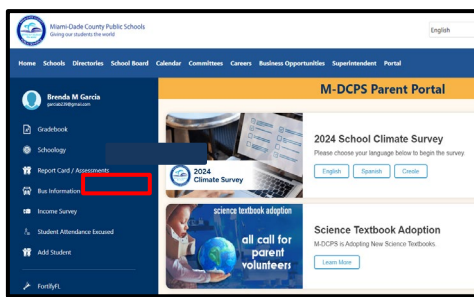 Miami-Dade County Public Schools
Giving our students the world
English
Home Schools Directories School Board Calendar Committees Careers Business Opportunities Superintendent Portal
Brenda M Garcia
M-DCPS Parent Portal
Gradebook
Schoology
Report Card / Assessments
Bus Information
Income Survey
Student Attendance Excused
Add Student
FortifyFL
2024
Climate Survey
2024 School Climate Survey
Please choose your language below to begin the survey.
English Spanish Creole
science textbook adoption
all call for
parent
volunteers
Science Textbook Adoption
M-DCPS is Adopting New Science Textbooks.
Learn More